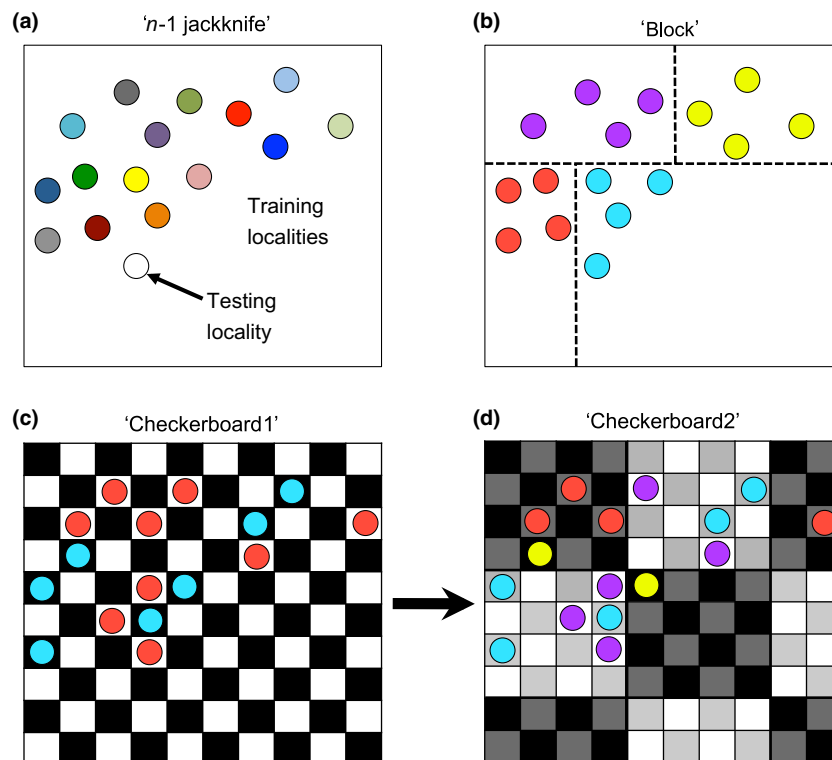 (a)
‘n-1 jackknife’
Training
localities
Testing
locality
(b)
‘Block’
(c)
‘Checkerboard1’
(d)
‘Checkerboard2’